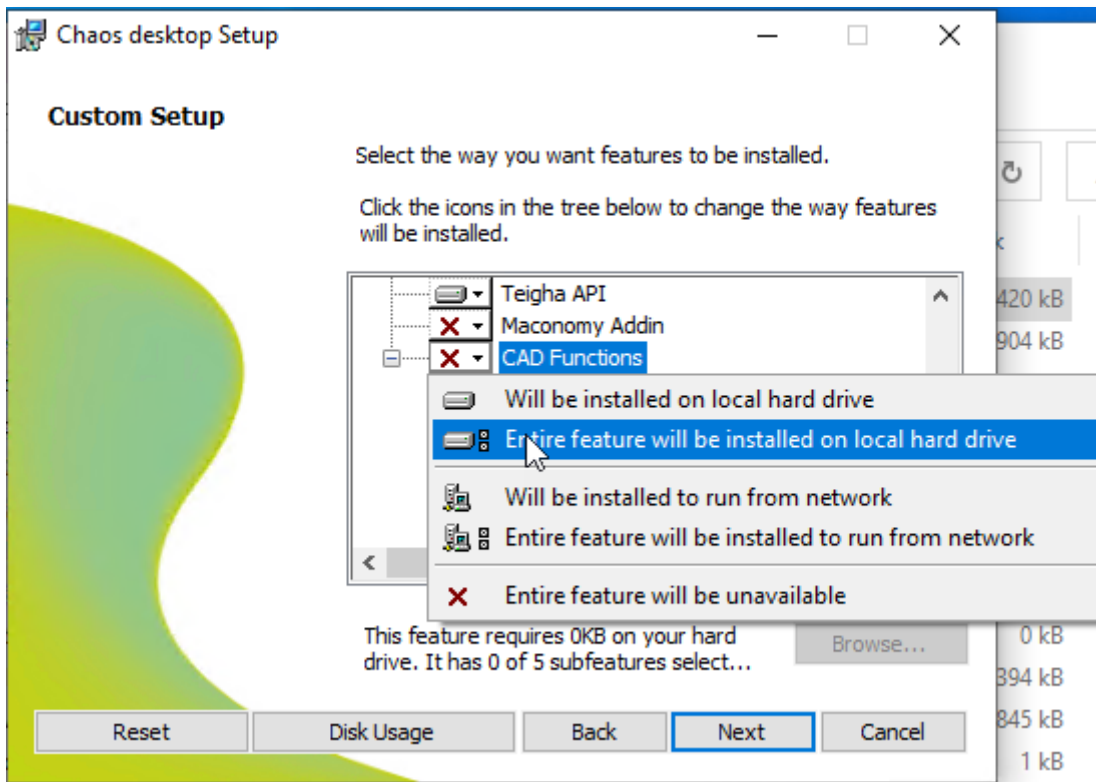 Chaos desktop Setup
Custom Setup
Select the way you want features to be installed.
Click the icons in the tree below to change the way features
will be installed.
Teigha API
Maconomy Addin
CAD Functions
Will be installed on local hard drive
Entire feature will be installed on local hard drive
Will be installed to run from network
Entire feature will be installed to run from network
Entire feature will be unavailable
This feature requires 0KB on your hard
drive. It has 0 of 5 subfeatures select...
Browse...
Reset
Disk Usage
Back
Next
Cancel
420 kB
904 kB
0 kB
394 kB
845 kB
1 kB